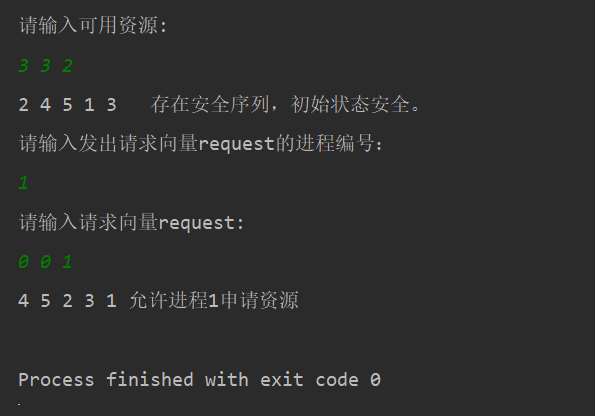 请输入可用资源:
3 3 2
2 4 5 1 3   存在安全序列，初始状态安全。
请输入发出请求向量request的进程编号:
1
请输入请求向量request:
0 0 1
4 5 2 3 1 允许进程1申请资源
Process finished with exit code 0